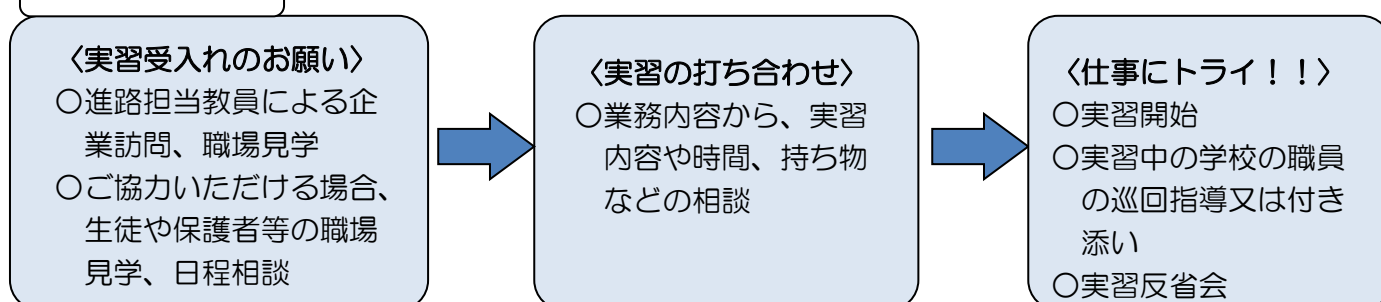 〈実習受入れのお願い〉
〇進路担当教員による企
業訪問、職場見学
〇ご協力いただける場合、
生徒や保護者等の職場
見学、日程相談
〈実習の打ち合わせ〉
〇業務内容から、実習
内容や時間、持ち物
などの相談
〈仕事にトライ！！〉
〇実習開始
〇実習中の学校の職員
の巡回指導又は付き
添い
〇実習反省会